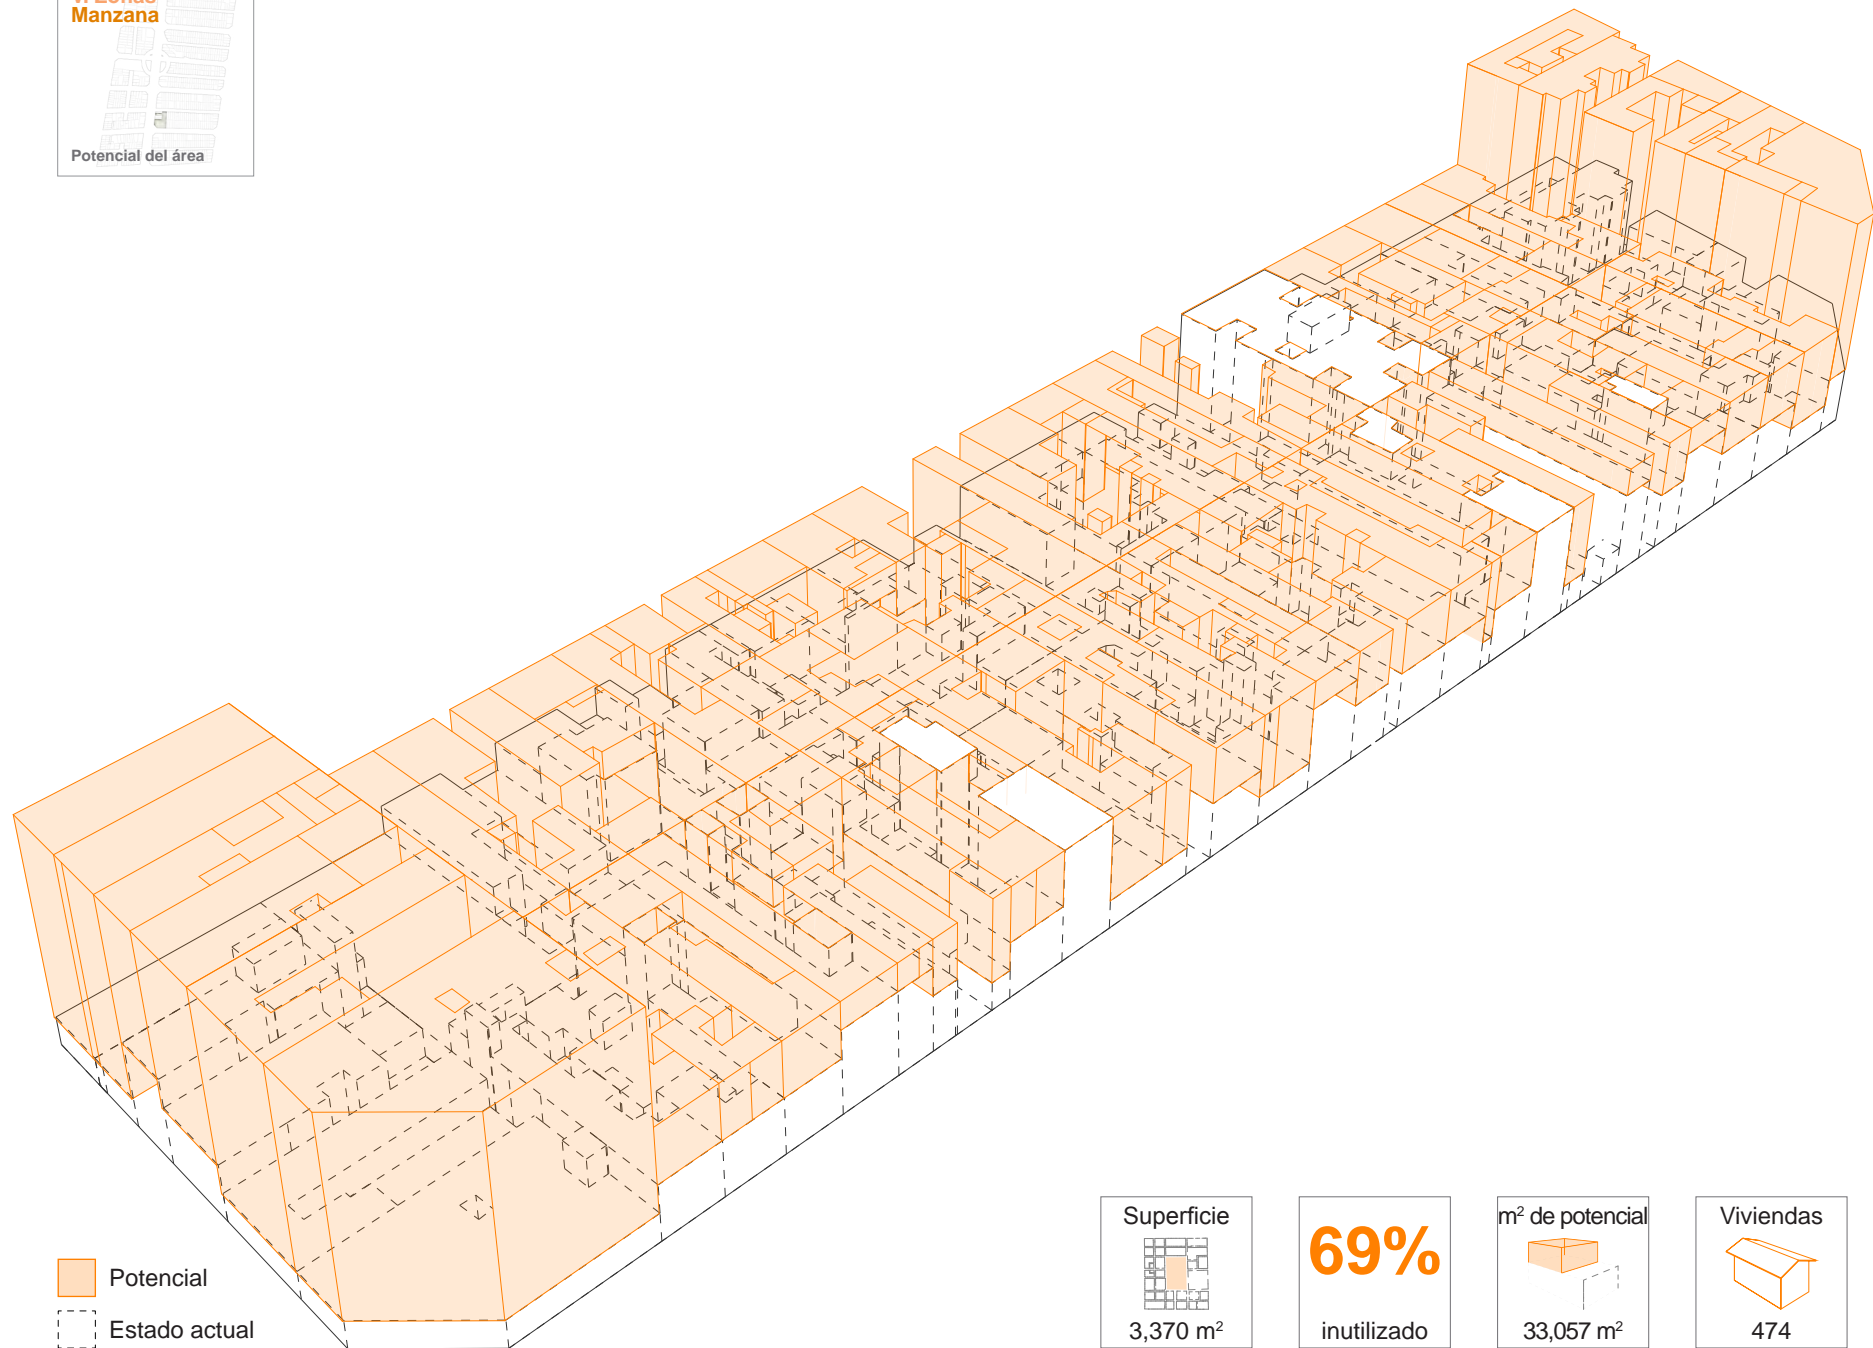 Manzana
Potencial del área
Potencial
Estado actual
Superficie
3,370 m²
69%
inutilizado
m² de potencial
33,057 m²
Viviendas
474